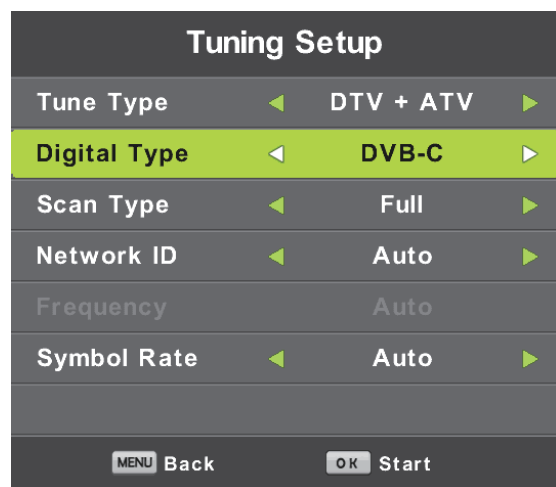 Tuning Setup
Tune Type DTV + ATV
Digital Type DVB-C
Scan Type Full
Network ID Auto
Frequency Auto
Symbol Rate Auto
MENU Back OK Start